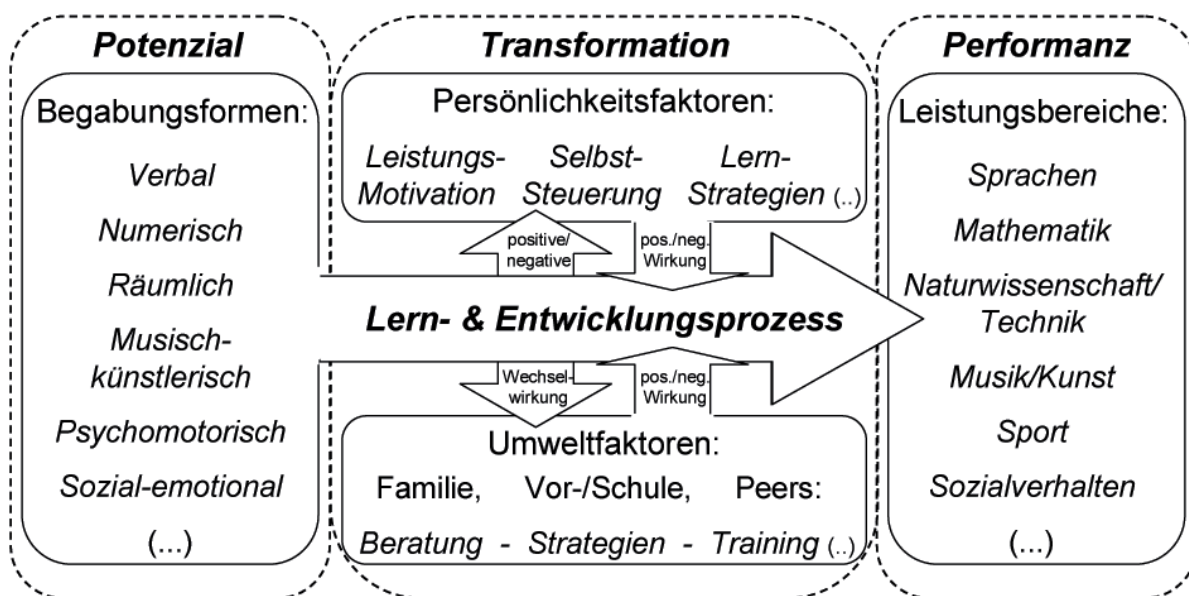 Potenzial
Begabungsformen:
Verbal
Numerisch
Räumlich
Musisch-
künstlerisch
Psychomotorisch
Sozial-emotional
(...)
Transformation
Persönlichkeitsfaktoren:
Leistungs- Selbst- Lern-
Motivation Steuerung Strategien (..)
positive/ pos./neg.
negative Wirkung
Lern- & Entwicklungsprozess
Wechsel- pos./neg.
wirkung Wirkung
Umweltfaktoren:
Familie, Vor-/Schule, Peers:
Beratung - Strategien - Training (..)
Performanz
Leistungsbereiche:
Sprachen
Mathematik
Naturwissenschaft/
Technik
Musik/Kunst
Sport
Sozialverhalten
(...)